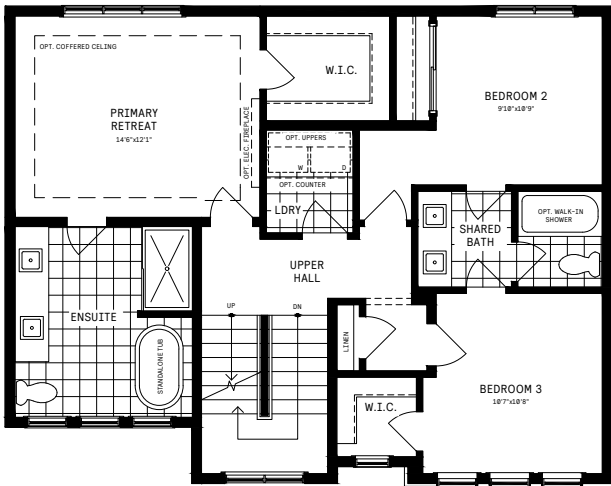 OPT. COFFERED CELING
W.I.C.
PRIMARY
RETREAT
14'6"x12'1"
OPT. ELEC. FIREPLACE
BEDROOM 2
9'10"x10'9"
OPT. UPPERS
W
D
OPT. COUNTER
LDRY
OPT. WALK-IN
SHOWER
SHARED
BATH
UPPER
HALL
UP
DN
ENSUITE
STANDALONE TUB
LINEN
W.I.C.
BEDROOM 3
10'7"x10'8"